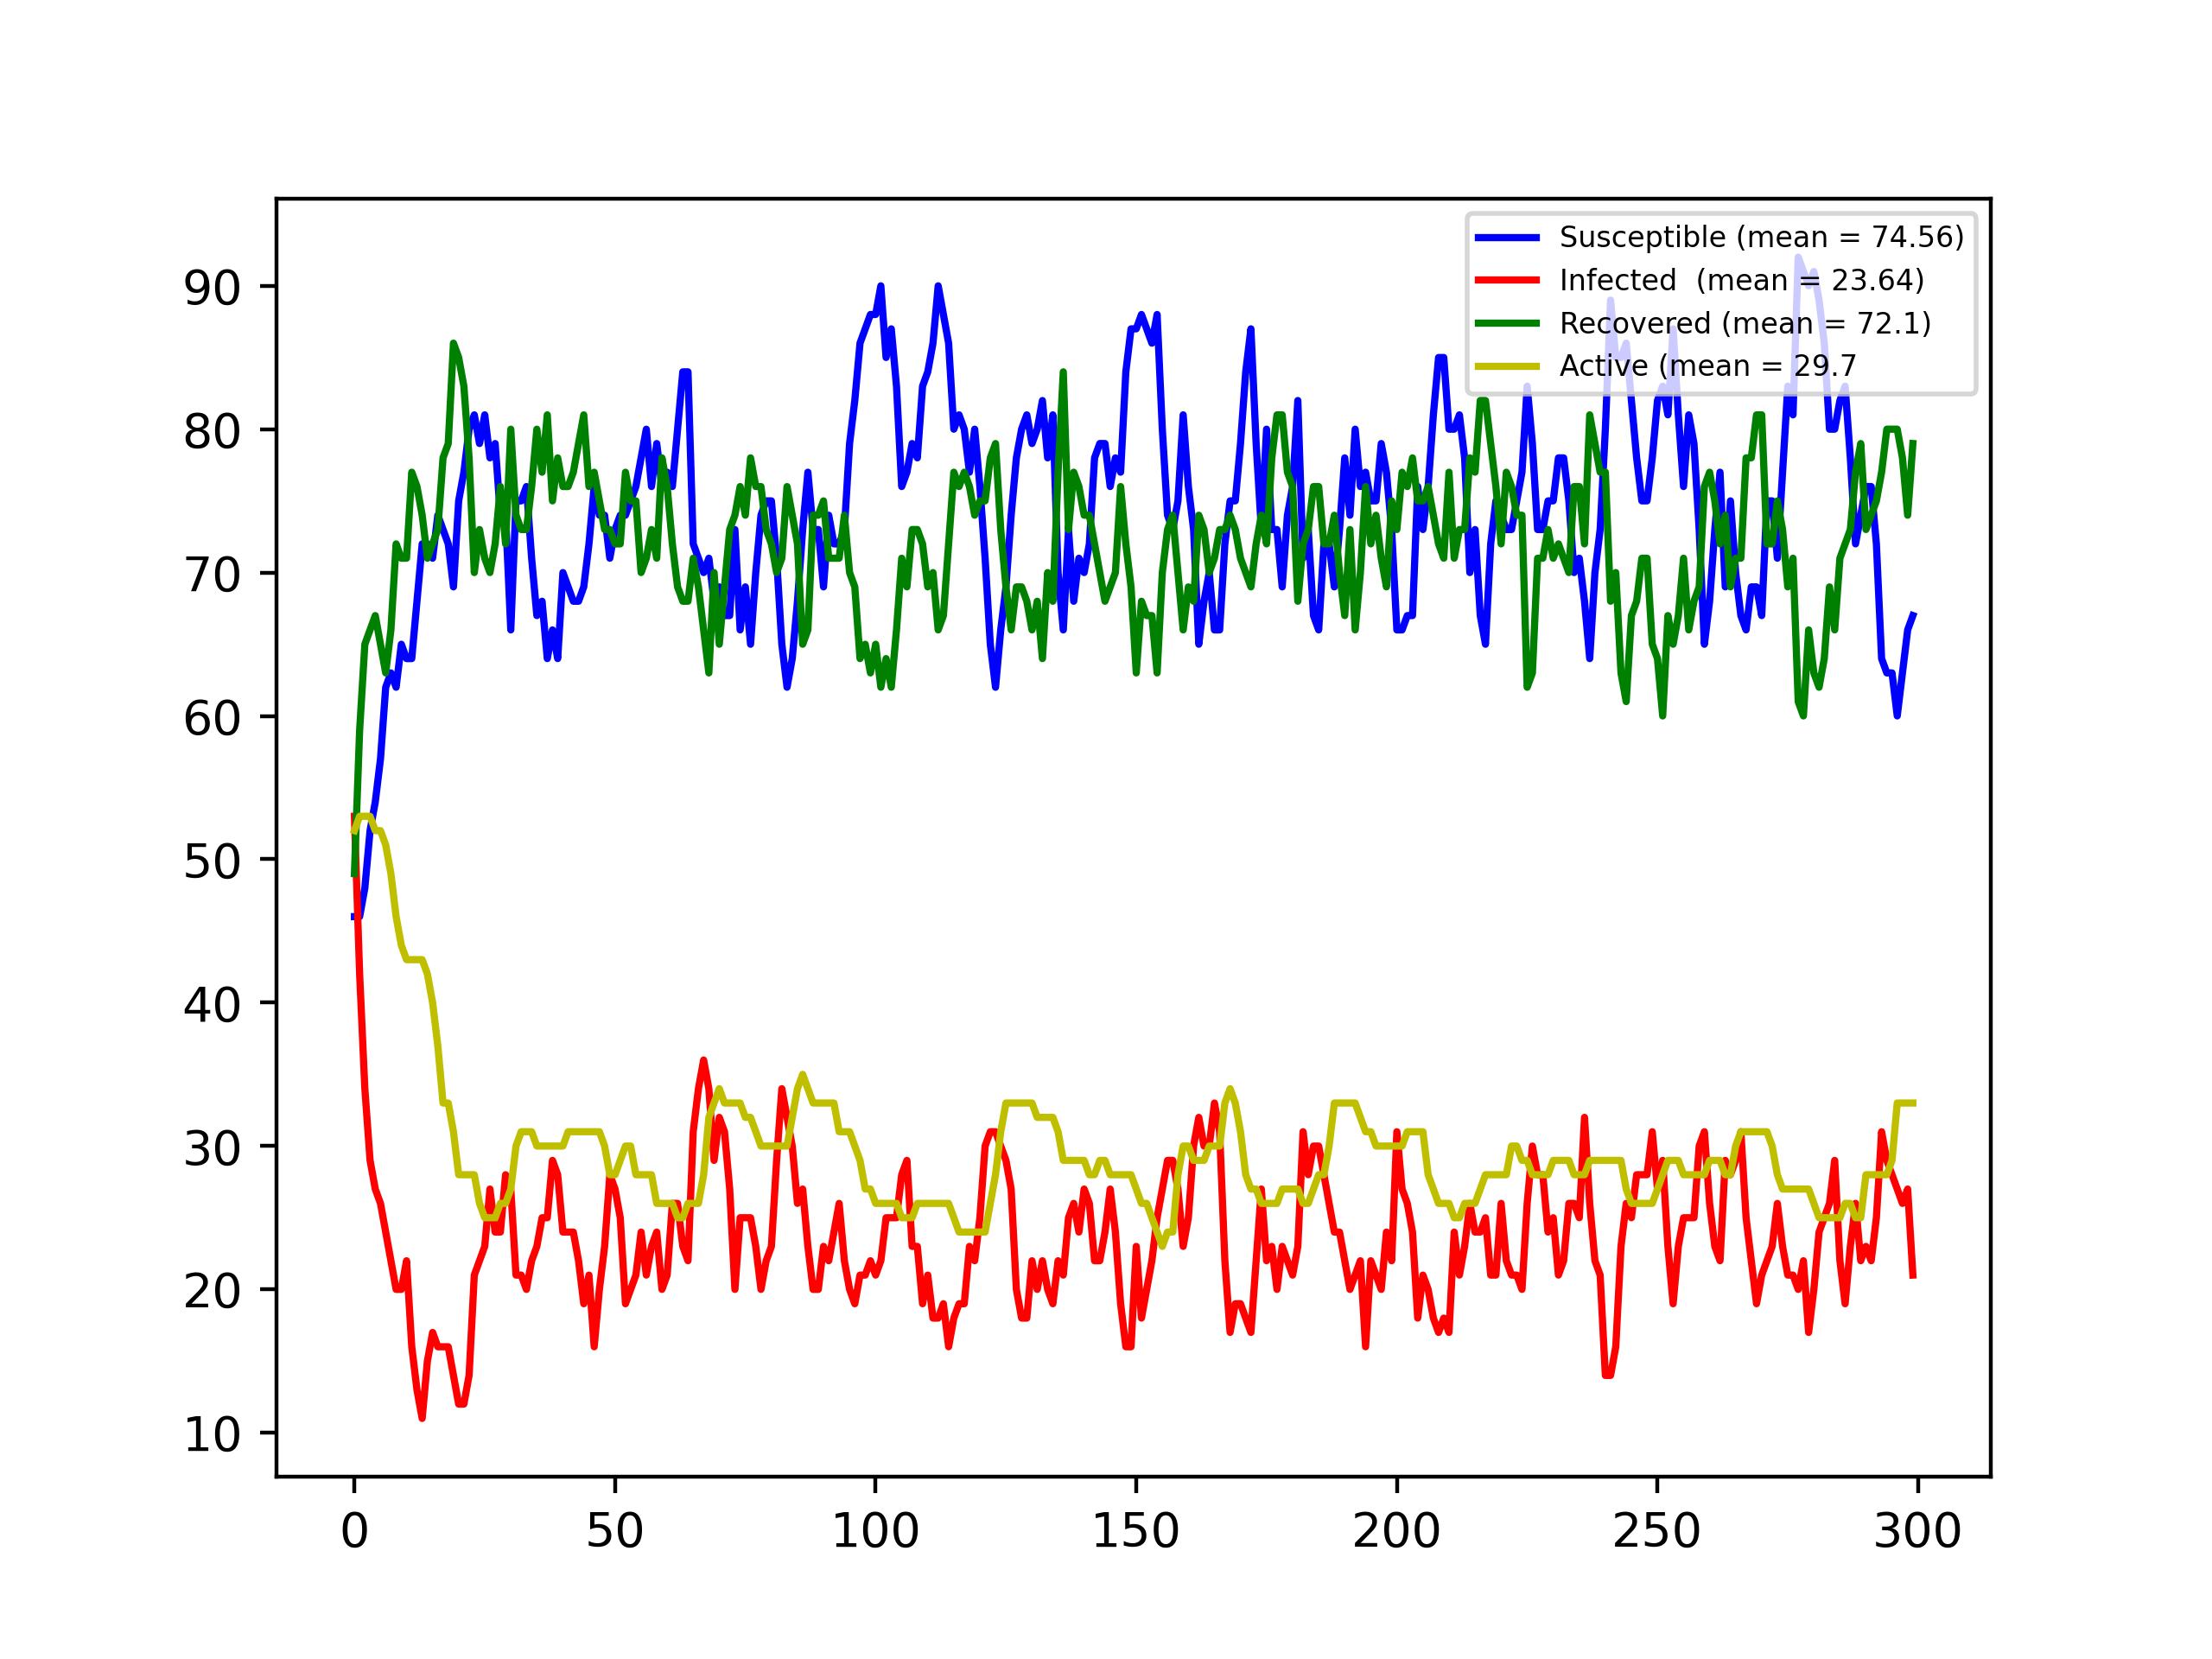 Susceptible (mean = 74.56)
Infected  (mean = 23.64)
Recovered (mean = 72.1)
Active (mean = 29.7
90
80
70
60
50
40
30
20
10
0 50 100 150 200 250 300